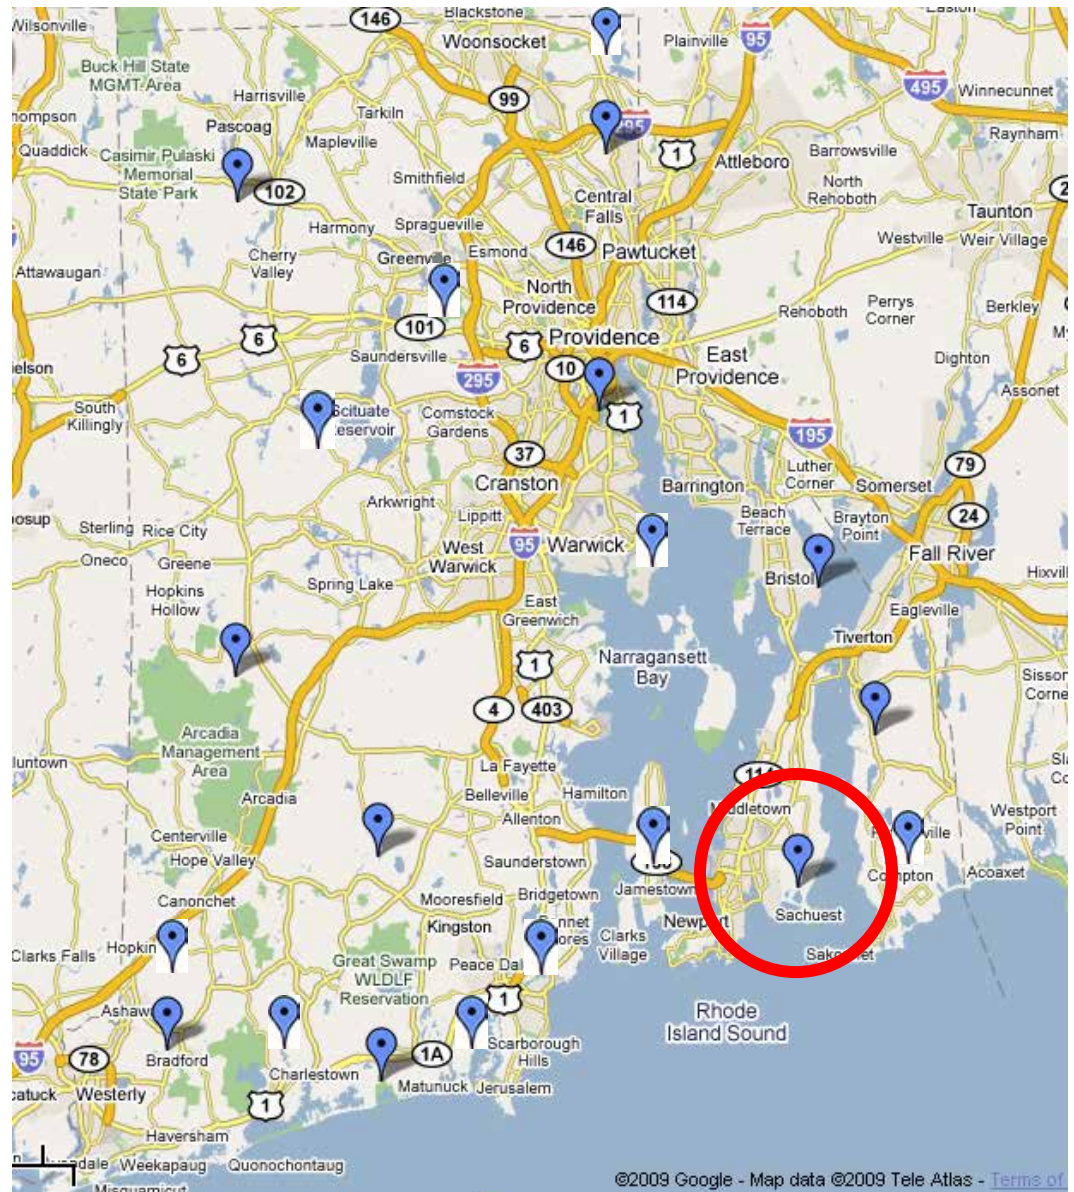 Wilsonville
146
Blackstone
Easton
Woonsocket
Plainville
95
Buck Hill State
MGMT Area
495
Winnecunnet
Harrisville
99
Tarkiln
Pascoag
Mapleville
295
Raynham
Quaddick
Casimir Pulaski
Memorial
State Park
1
Attleboro
Barrowsville
102
Smithfield
Central
Falls
North
Rehoboth
Taunton
Harmony
Spragueville
146
Pawtucket
Westville
Weir Village
Attawaugan
Cherry
Valley
Greenville
Esmond
North
Providence
114
Rehoboth
Perrys
Corner
Berkley
101
6
6
6
Providence
Saundersville
10
East
Providence
Dighton
295
Assonet
South
Killingly
Scituate
Reservoir
Comstock
Gardens
1
195
37
Cranston
Luther
Corner
79
Barrington
Somerset
Arkwright
Lippitt
Beach
Terrace
Brayton
Point
24
Sterling
Rice City
95
West
Warwick
Warwick
Fall River
Oneco
Greene
Spring Lake
Bristol
Hopkins
Hollow
East
Greenwich
Eagleville
Tiverton
1
Narragansett
Bay
4
403
Arcadia
Management
Area
La Fayette
114
Arcadia
Belleville
Hamilton
Middletown
Westport
Point
Allenton
Centerville
Hope Valley
Saunderstown
Compton
Acoaxet
Canonchet
Mooresfield
Bridgetown
Jamestown
Kingston
Newport
Sachuest
Clarks Falls
Clarks
Village
Great Swamp
WLDLF
Reservation
Peace Dal
1
Rhode
Island Sound
95
78
Bradford
1A
Scarborough
Hills
Charlestown
Westerly
Matunuck
Jerusalem
1
Haversham
Weekapaug
Quonochontaug
Misquamicut
©2009 Google - Map data ©2009 Tele Atlas - Terms of